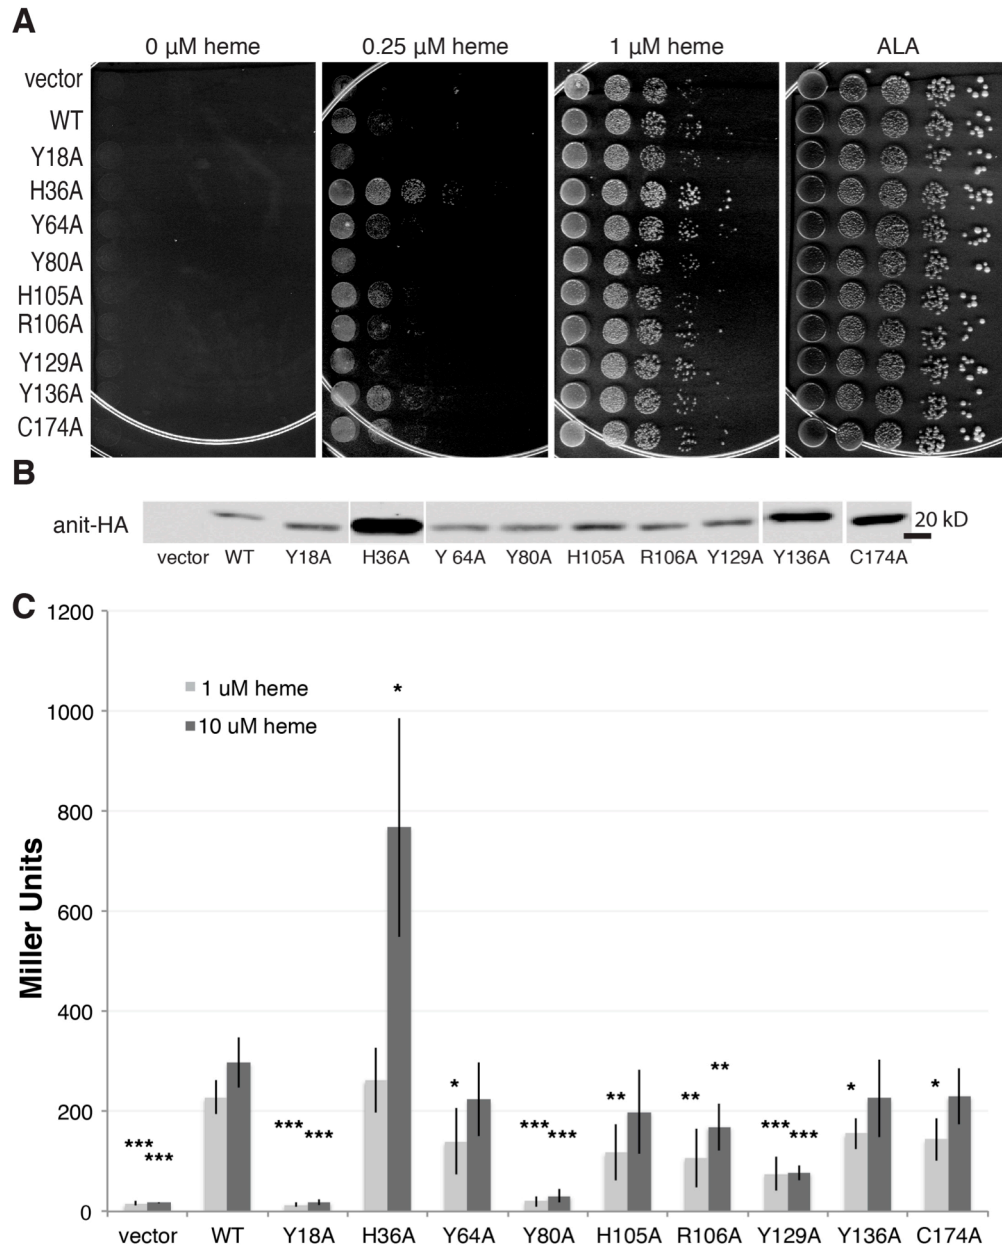 A
0 µM heme 0.25 µM heme 1 µM heme ALA
vector
WT
Y18A
H36A
Y64A
Y80A
H105A
R106A
Y129A
Y136A
C174A
B
anit-HA
20 kD
vector WT Y18A H36A Y 64A Y80A H105A R106A Y129A Y136A C174A
C
1200
1000
800
600
400
200
0
Miller Units
1 uM heme
10 uM heme
*
*** *** *** *** * *** *** ** ** ** *** *** * *
vector WT Y18A H36A Y64A Y80A H105A R106A Y129A Y136A C174A